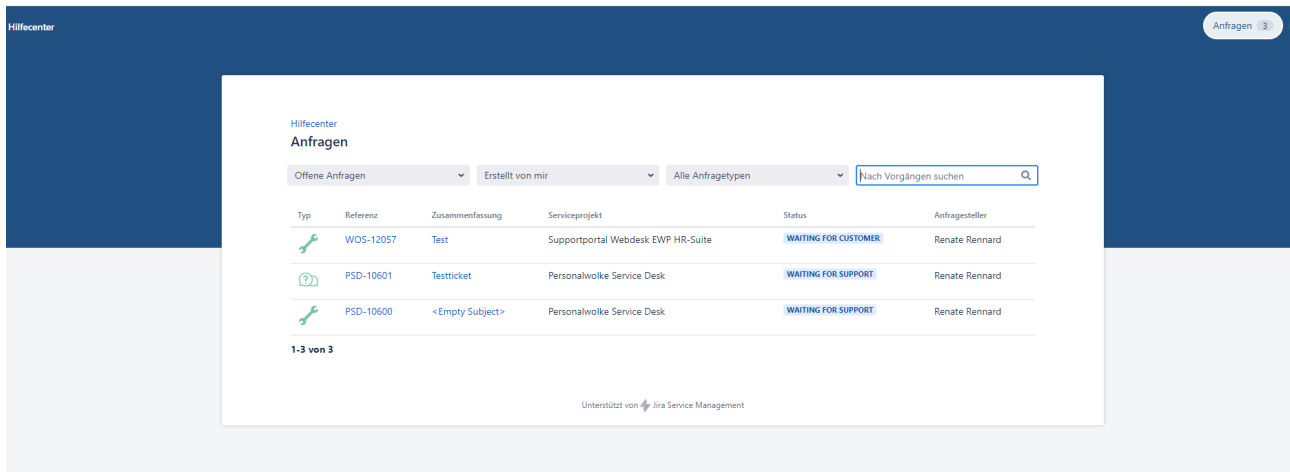 Hilfecenter
Anfragen 3
Hilfecenter
Anfragen
Offene Anfragen Erstellt von mir Alle Anfragetypen Nach Vorgängen suchen
Typ Referenz Zusammenfassung Serviceprojekt Status Anfragesteller
WOS-12057 Test Supportportal Webdesk EWP HR-Suite WAITING FOR CUSTOMER Renate Rennard
PSD-10601 Testticket Personalwolke Service Desk WAITING FOR SUPPORT Renate Rennard
PSD-10600 <Empty Subject> Personalwolke Service Desk WAITING FOR SUPPORT Renate Rennard
1-3 von 3
Unterstützt von Jira Service Management